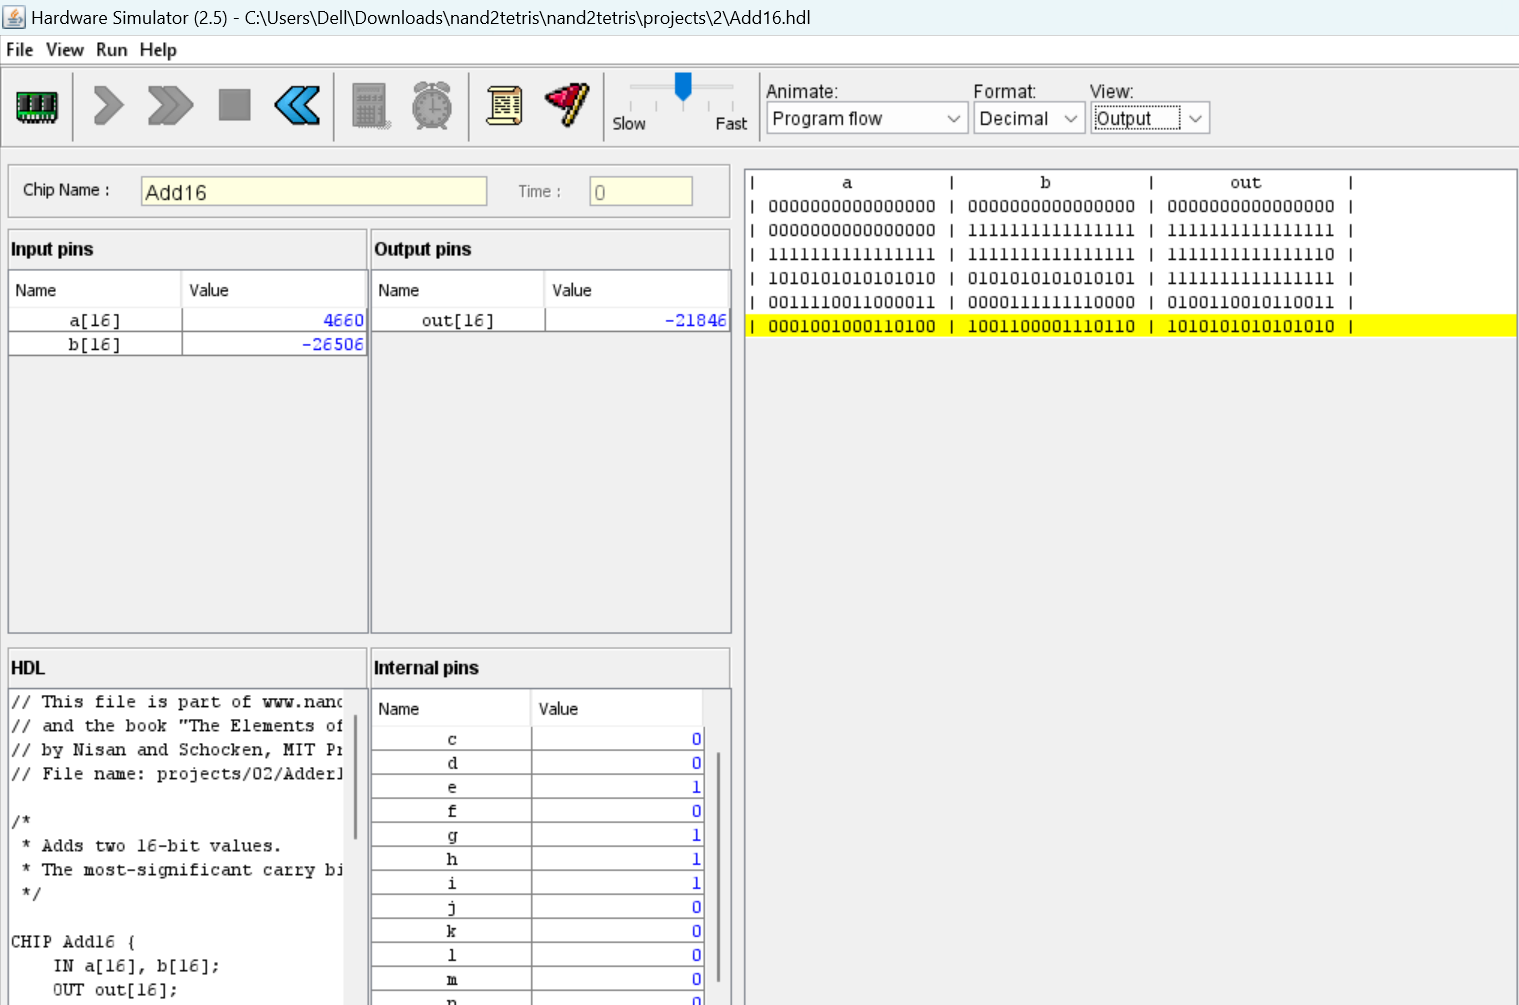 Hardware Simulator (2.5) - C:\Users\Dell\Downloads\nand2tetris\nand2tetris\projects\2\Add16.hdl
File View Run Help
Slow Fast
Animate: Format: View:
Program flow Decimal Output
Chip Name : Add16 Time : 0
Input pins
Name Value
a[16] 4660
b[16] -26506
Output pins
Name Value
out[16] -21846
| a | b | out |
| 0000000000000000 | 0000000000000000 | 0000000000000000 |
| 0000000000000000 | 1111111111111111 | 1111111111111111 |
| 1111111111111111 | 1111111111111111 | 1111111111111110 |
| 1010101010101010 | 0101010101010101 | 1111111111111111 |
| 0011110011000011 | 0000111111110000 | 0100110010110011 |
| 0001001000110100 | 1001100001110110 | 1010101010101010 |
HDL
// This file is part of www.nand
// and the book "The Elements of
// by Nisan and Schocken, MIT Pr
// File name: projects/02/Adder1
/*
* Adds two 16-bit values.
* The most-significant carry bi
*/
CHIP Add16 {
IN a[16], b[16];
OUT out[16];
Internal pins
Name Value
c 0
d 0
e 1
f 0
g 1
h 1
i 1
j 0
k 0
l 0
m 0
n 0